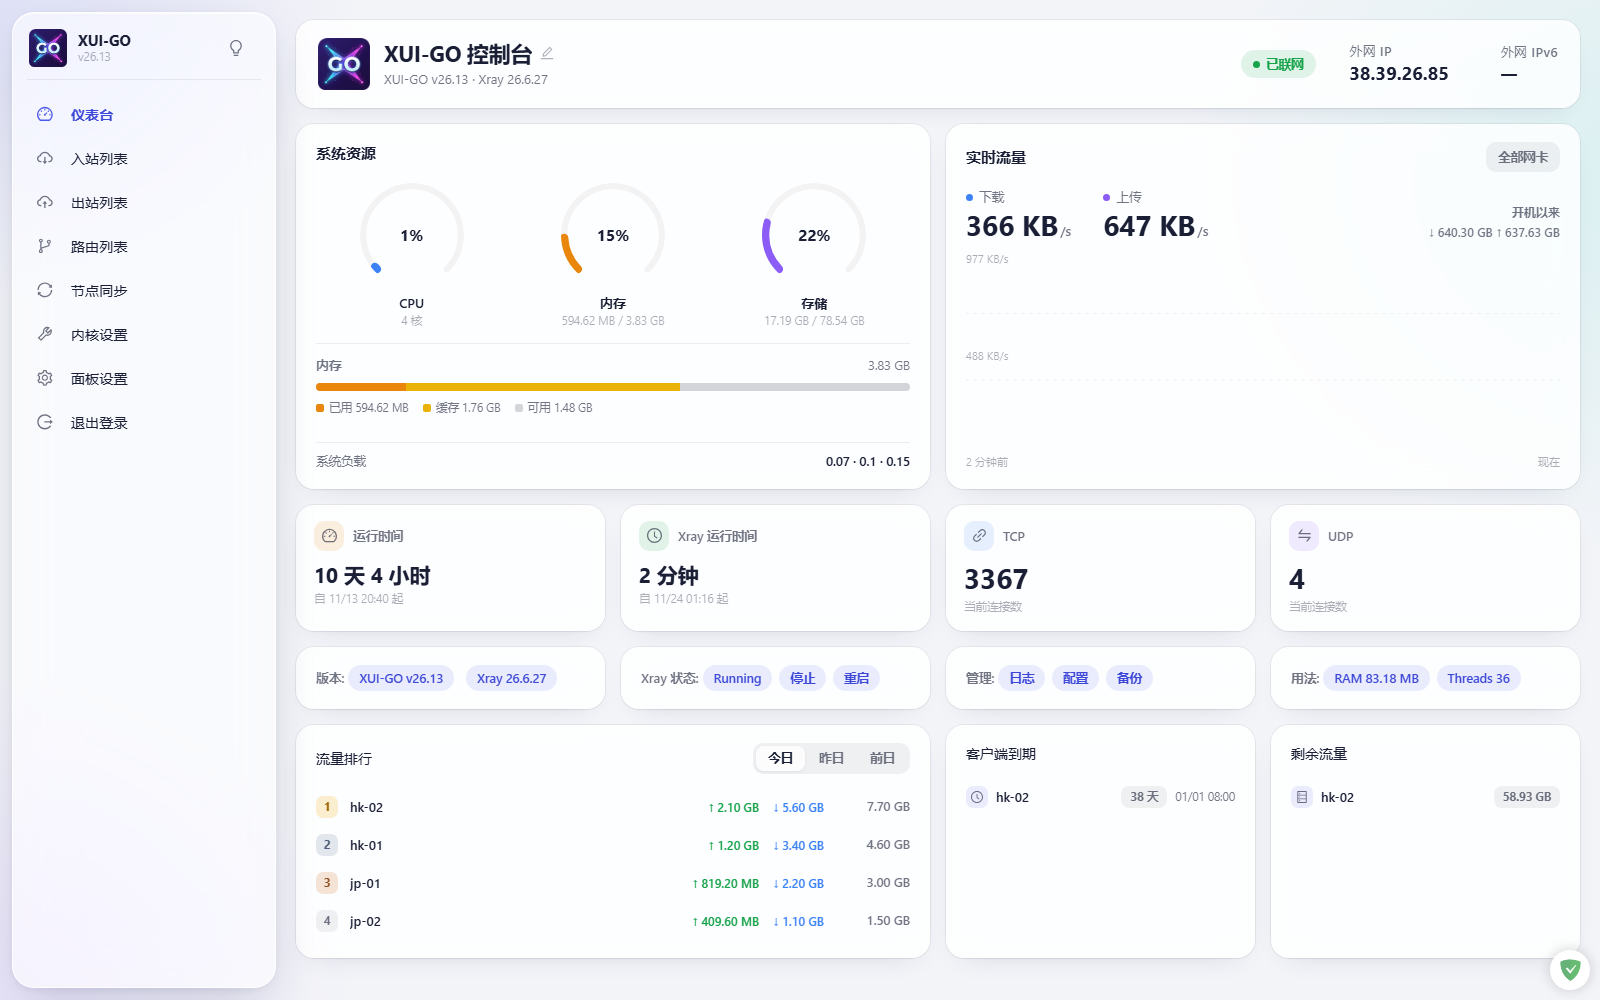 GO
XUI-GO
v26.13
仪表台
入站列表
出站列表
路由列表
节点同步
内核设置
面板设置
退出登录
GO
XUI-GO 控制台
XUI-GO v26.13 · Xray 26.6.27
已联网
外网 IP
38.39.26.85
外网 IPv6
—
系统资源
1%
15%
22%
CPU
内存
存储
4 核
594.62 MB / 3.83 GB
17.19 GB / 78.54 GB
内存
3.83 GB
已用 594.62 MB
缓存 1.76 GB
可用 1.48 GB
系统负载
0.07 · 0.1 · 0.15
实时流量
全部网卡
下载
366 KB/s
上传
647 KB/s
开机以来
↓ 640.30 GB ↑ 637.63 GB
977 KB/s
488 KB/s
2 分钟前
现在
运行时间
10 天 4 小时
自 11/13 20:40 起
Xray 运行时间
2 分钟
自 11/24 01:16 起
TCP
3367
当前连接数
UDP
4
当前连接数
版本: XUI-GO v26.13 Xray 26.6.27
Xray 状态: Running 停止 重启
管理: 日志 配置 备份
用法: RAM 83.18 MB Threads 36
流量排行
今日 昨日 前日
1 hk-02 ↑ 2.10 GB ↓ 5.60 GB 7.70 GB
2 hk-01 ↑ 1.20 GB ↓ 3.40 GB 4.60 GB
3 jp-01 ↑ 819.20 MB ↓ 2.20 GB 3.00 GB
4 jp-02 ↑ 409.60 MB ↓ 1.10 GB 1.50 GB
客户端到期
hk-02 38 天 01/01 08:00
剩余流量
hk-02 58.93 GB